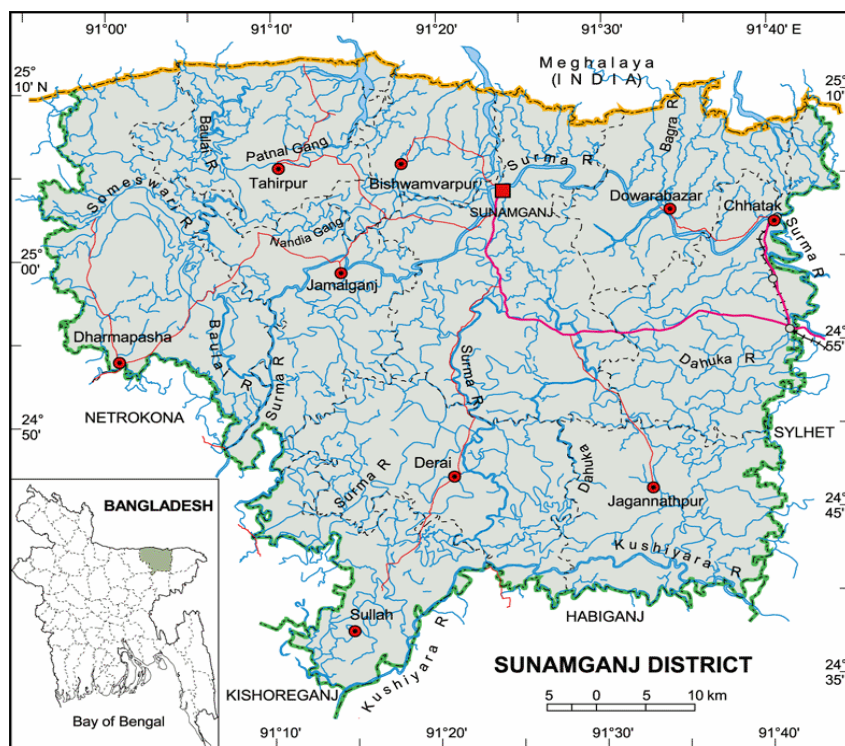 91° 00'
91° 10'
91° 20'
91° 30'
91° 40' E
25°
10' N
25°
10'
Meghalaya
(INDIA)
Baulai R
Patnai Gang
Tahirpur
Bishwamvarpur
Surma R
Bagra R
Someswari R
SUNAMGANJ
Dowarabazar
Chhatak
Surma R
Nandia Gang
25°
00'
Jamalganj
Dharmapasha
Baulai R
Surma R
Surma R
24°
55'
Dahuka R
NETROKONA
24°
50'
SYLHET
Derai
Surma R
Dahuka
Jagannathpur
24°
45'
BANGLADESH
Kushiyara R
Sullah
HABIGANJ
Kushiyara R
KISHOREGANJ
SUNAMGANJ DISTRICT
24°
35'
5 0 5 10 km
Bay of Bengal
91° 10'
91° 20'
91° 30'
91° 40'